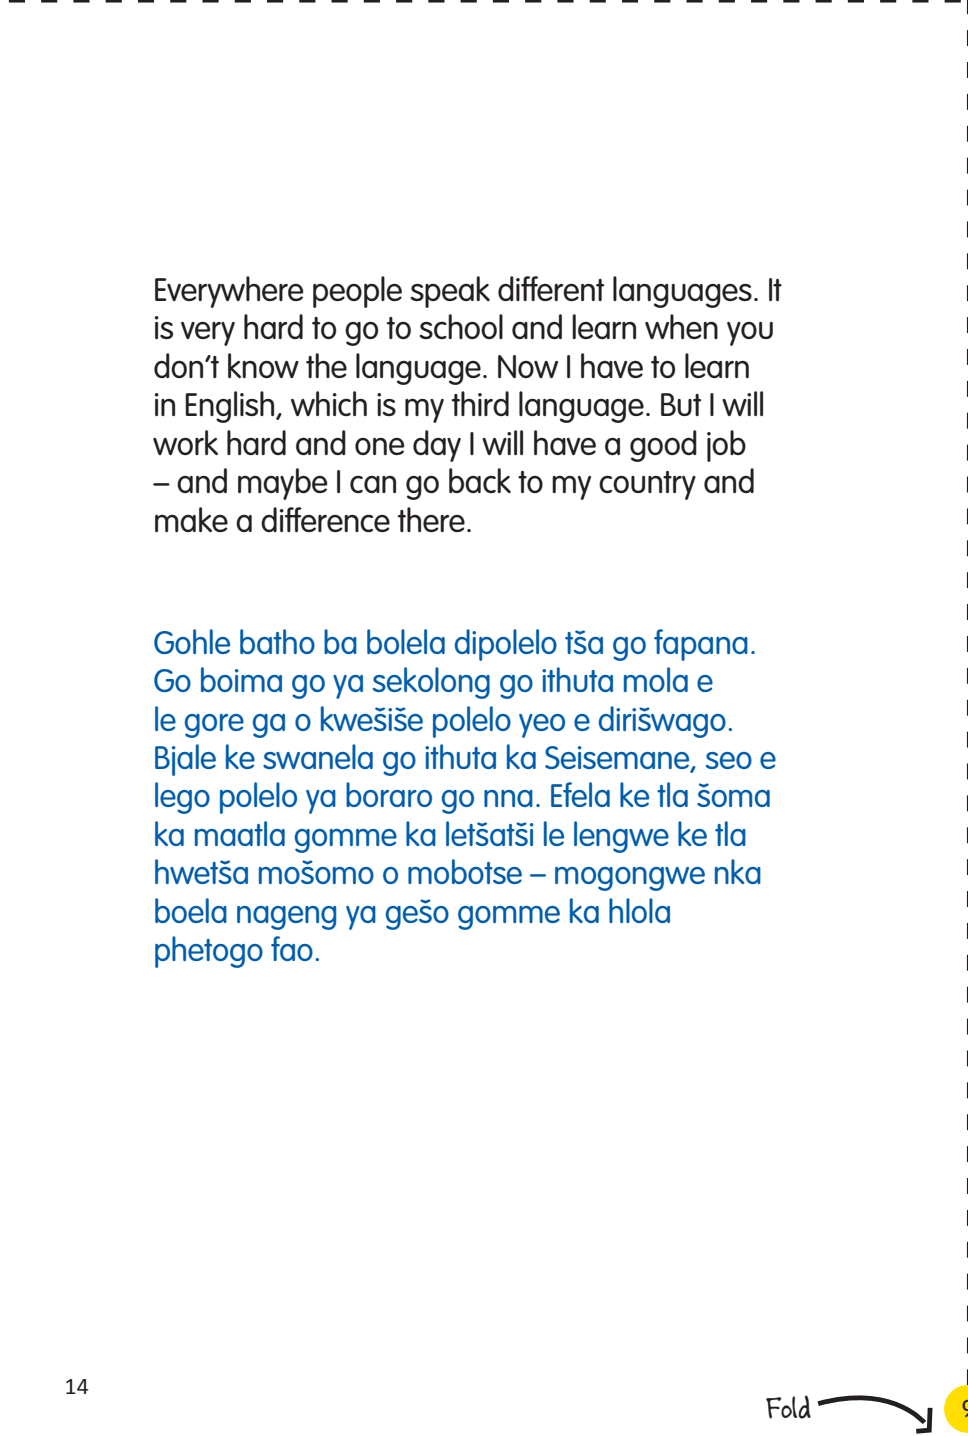 Everywhere people speak different languages. It
is very hard to go to school and learn when you
don't know the language. Now I have to learn
in English, which is my third language. But I will
work hard and one day I will have a good job
– and maybe I can go back to my country and
make a difference there.
Gohle batho ba bolela dipolelo tša go fapana.
Go boima go ya sekolong go ithuta mola e
le gore ga o kwešiše polelo yeo e dirišwago.
Bjale ke swanela go ithuta ka Seisemane, seo e
lego polelo ya boraro go nna. Efela ke tla šoma
ka maatla gomme ka letšatši le lengwe ke tla
hwetša mošomo o mobotse – mogongwe nka
boela nageng ya gešo gomme ka hlola
phetogo fao.
14
Fold